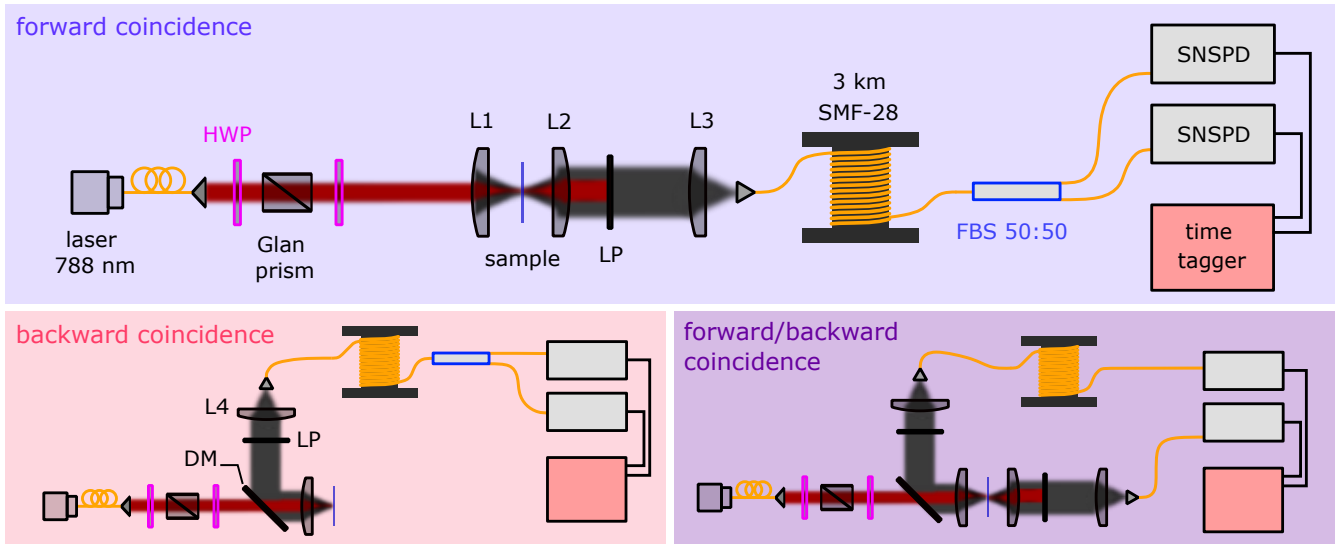 forward coincidence
SNSPD
3 km
SMF-28
L1
L2
L3
HWP
SNSPD
laser
788 nm
Glan
prism
sample
LP
FBS 50:50
time
tagger
backward coincidence
L4
LP
DM
forward/backward
coincidence